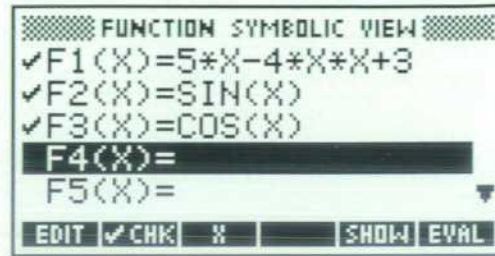 FUNCTION SYMBOLIC VIEW
✔F1(X)=5*X-4*X*X+3
✔F2(X)=SIN(X)
✔F3(X)=COS(X)
F4(X)=
F5(X)=
EDIT ✔CHK X SHOW EVAL